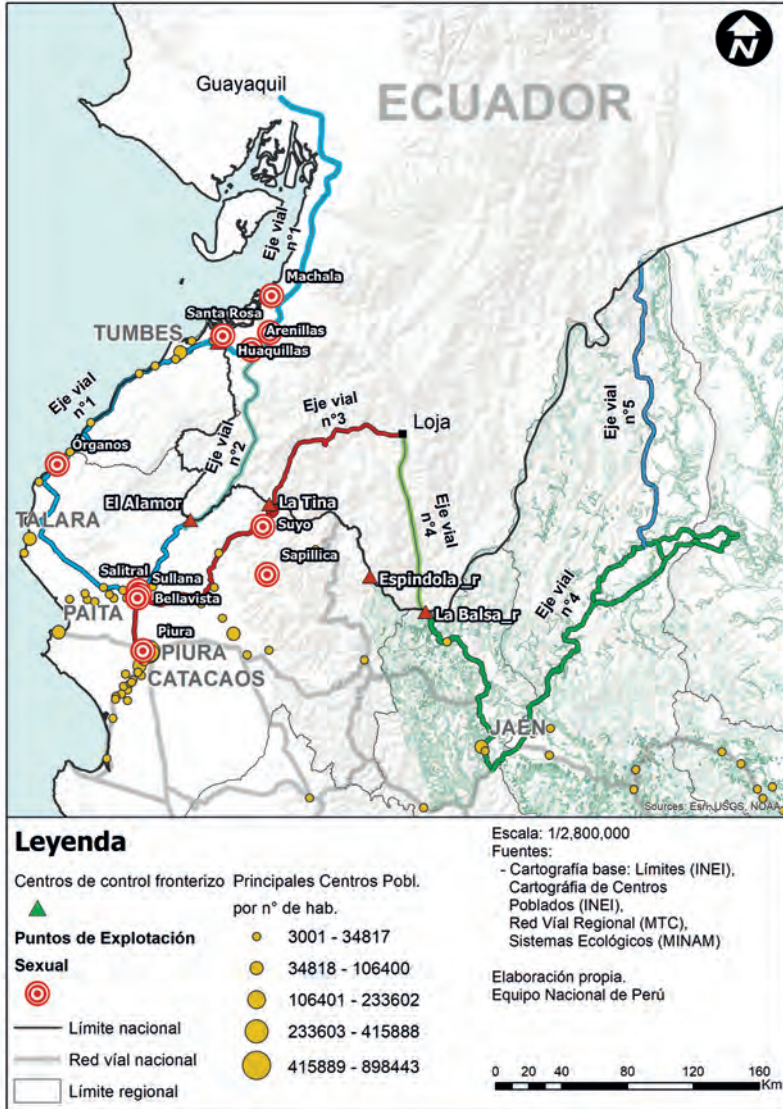 N
Guayaquil
ECUADOR
Eje vial
n°1
Machala
Santa Rosa
TUMBES
Arenillas
Huaquillas
Eje vial
n°1
Eje vial
n°2
Eje vial
n°3
Eje vial
n°5
Loja
Órganos
El Alamor
La Tina
Suyo
TALARA
Eje vial
n°4
Sapillica
Salitral
Sullana
Bellavista
Espindola _r
PAITA
La Balsa_r
Eje vial
n°4
Piura
PIURA
CATACAOS
JAÉN
Sources: Esri, USGS, NOAA
Leyenda
Centros de control fronterizo
Puntos de Explotación
Sexual
Límite nacional
Red víal nacional
Límite regional
Principales Centros Pobl.
por n° de hab.
3001 - 34817
34818 - 106400
106401 - 233602
233603 - 415888
415889 - 898443
Escala: 1/2,800,000
Fuentes:
- Cartografía base: Límites (INEI),
Cartográfia de Centros
Poblados (INEI),
Red Víal Regional (MTC),
Sistemas Ecológicos (MINAM)
Elaboración propia.
Equipo Nacional de Perú
0 20 40 80 120 160
Km